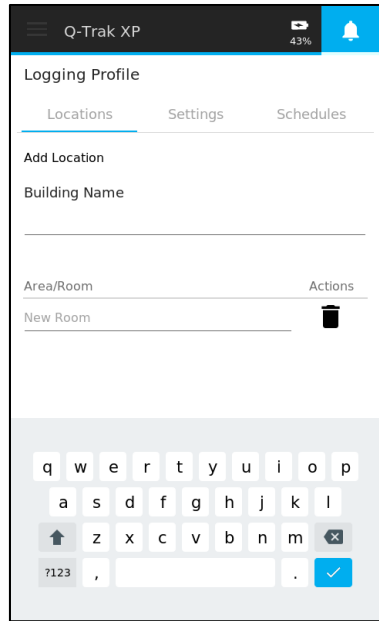 Q-Trak XP
43%
Logging Profile
Locations Settings Schedules
Add Location
Building Name
Area/Room Actions
New Room
q w e r t y u i o p
a s d f g h j k l
z x c v b n m
?123 , .